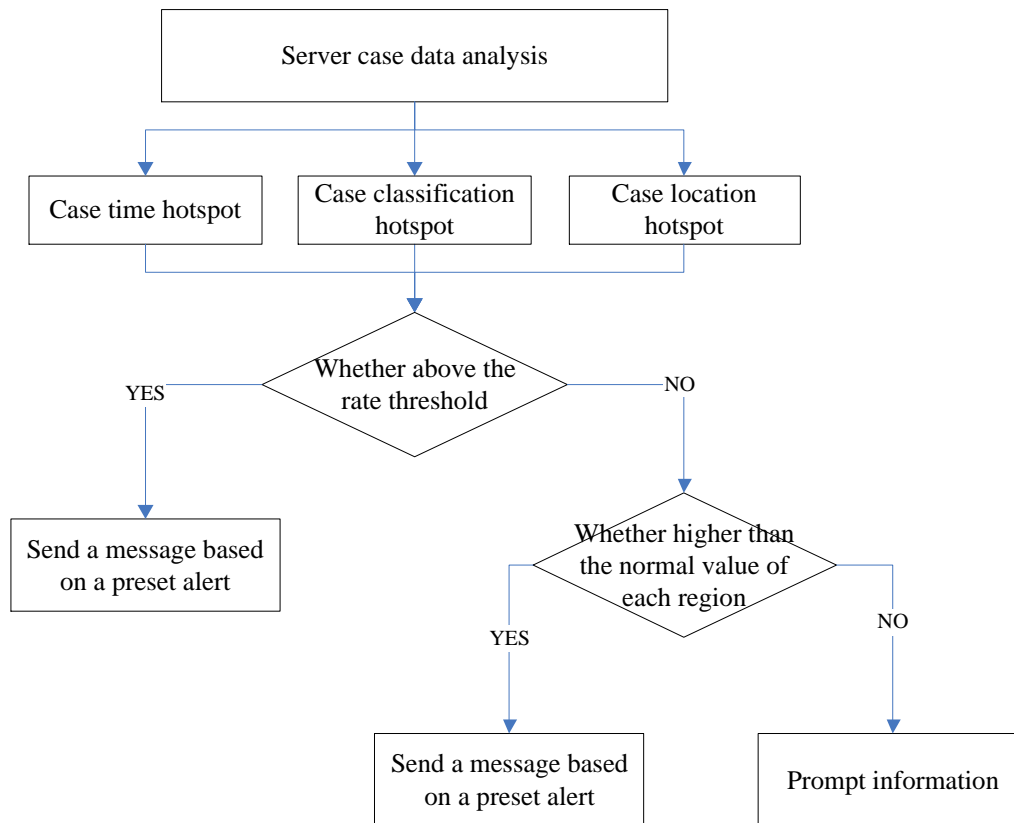 Server case data analysis
Case time hotspot
Case classification
hotspot
Case location
hotspot
Whether above the
rate threshold
YES
NO
Send a message based
on a preset alert
Whether higher than
the normal value of
each region
YES
NO
Send a message based
on a preset alert
Prompt information